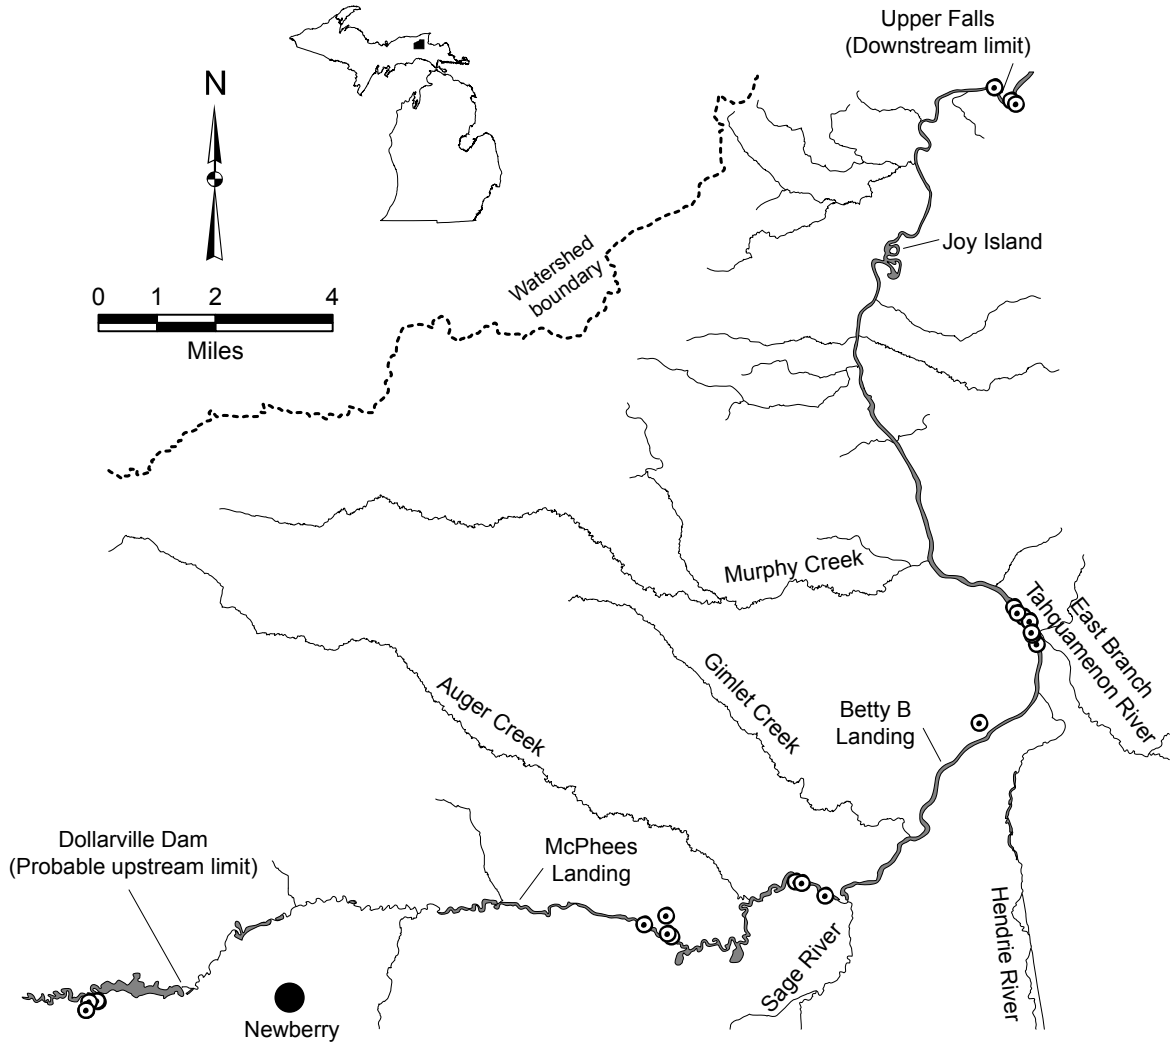 Upper Falls
(Downstream limit)
N
Joy Island
Watershed
boundary
0 1 2 4
Miles
Murphy Creek
East Branch
Tahquamenon River
Gimlet Creek
Auger Creek
Betty B
Landing
Dollarville Dam
(Probable upstream limit)
McPhees
Landing
Hendrie River
Sage River
Newberry